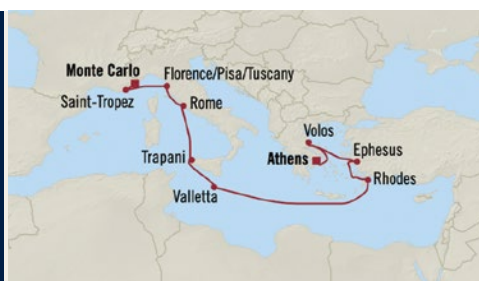 Monte Carlo
Florence/Pisa/Tuscany
Saint-Tropez
Rome
Volos
Trapani
Athens
Ephesus
Rhodes
Valletta